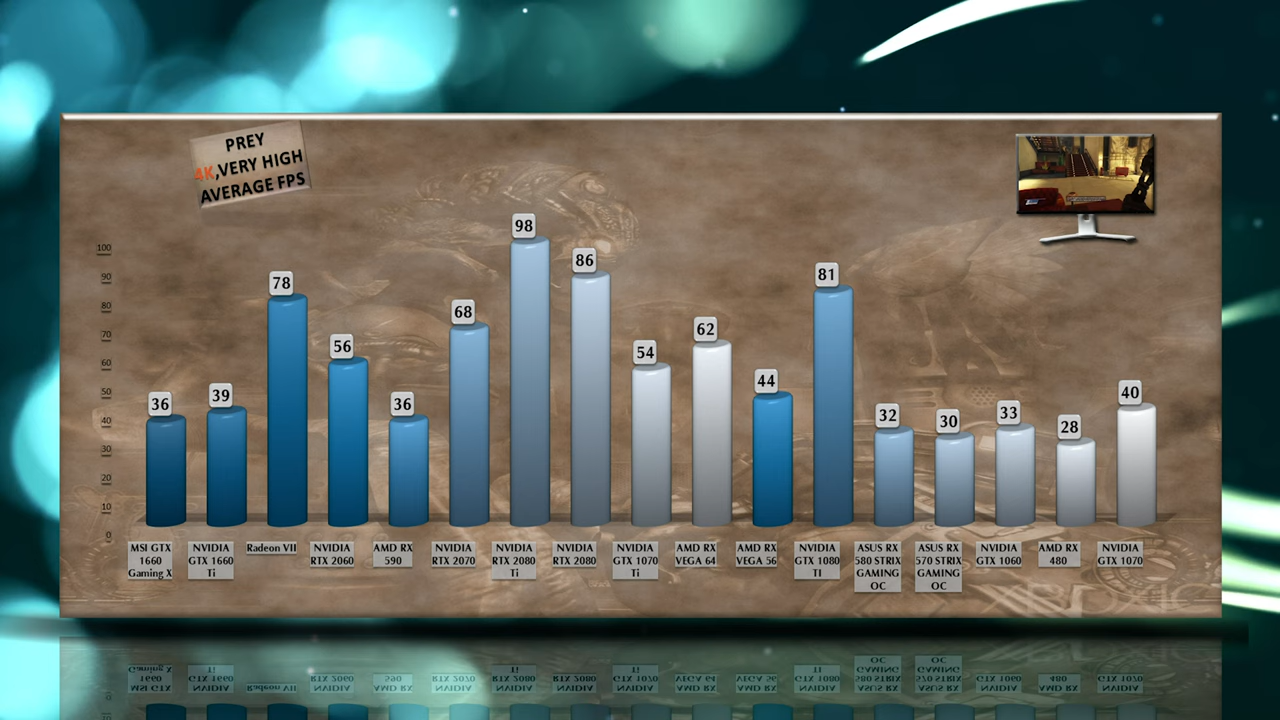 PREY
4K,VERY HIGH
AVERAGE FPS
100
90
80
70
60
50
40
30
20
10
0
36
39
78
56
36
68
98
86
54
62
44
81
32
30
33
28
40
MSI GTX
1660
Gaming X
NVIDIA
GTX 1660
Ti
Radeon VII
NVIDIA
RTX 2060
AMD RX
590
NVIDIA
RTX 2070
NVIDIA
RTX 2080
Ti
NVIDIA
RTX 2080
NVIDIA
GTX 1070
Ti
AMD RX
VEGA 64
AMD RX
VEGA 56
NVIDIA
GTX 1080
TI
ASUS RX
580 STRIX
GAMING
OC
ASUS RX
570 STRIX
GAMING
OC
NVIDIA
GTX 1060
AMD RX
480
NVIDIA
GTX 1070